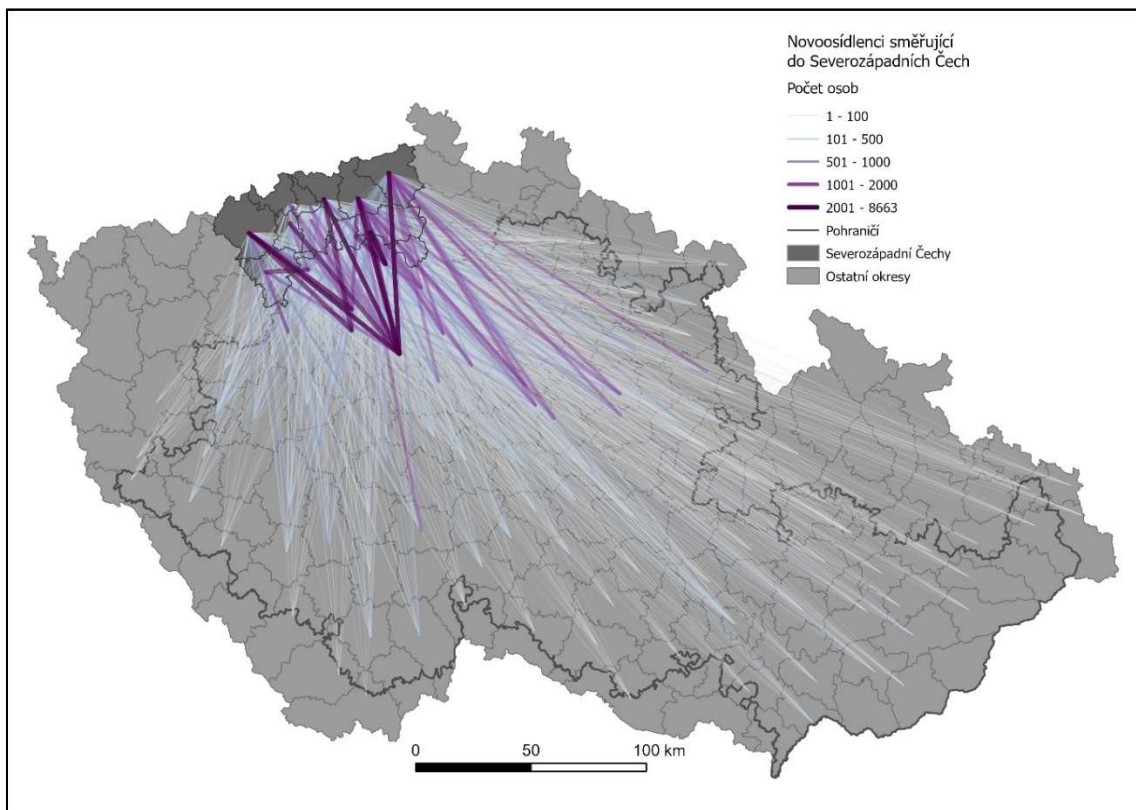 Novoosídlenci směřující
do Severozápadních Čech
Počet osob
1 - 100
101 - 500
501 - 1000
1001 - 2000
2001 - 8663
Pohraničí
Severozápadní Čechy
Ostatní okresy
0 50 100 km